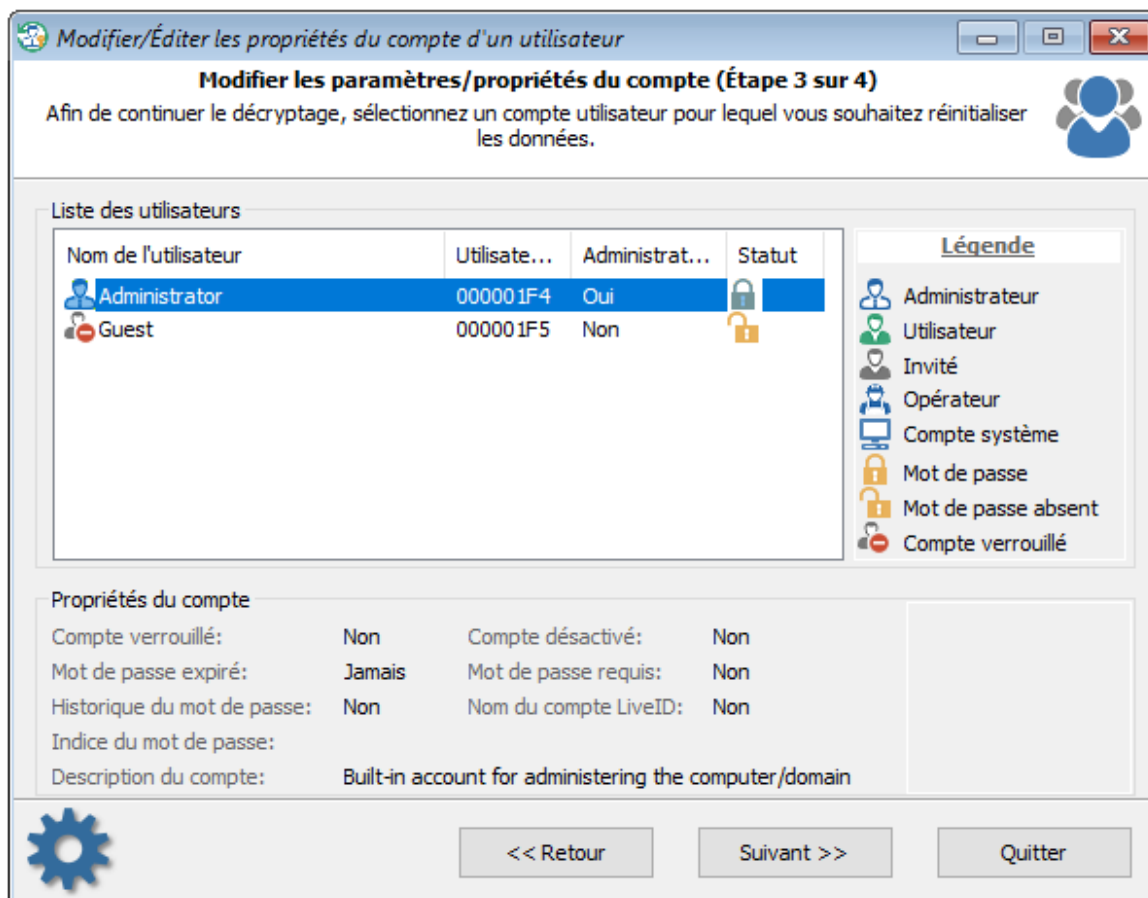 Modifier/Éditer les propriétés du compte d'un utilisateur
Modifier les paramètres/propriétés du compte (Étape 3 sur 4)
Afin de continuer le décryptage, sélectionnez un compte utilisateur pour lequel vous souhaitez réinitialiser
les données.
Liste des utilisateurs
Nom de l'utilisateur Utilisate... Administrat... Statut
Administrator 000001F4 Oui
Guest 000001F5 Non
Légende
Administrateur
Utilisateur
Invité
Opérateur
Compte système
Mot de passe
Mot de passe absent
Compte verrouillé
Propriétés du compte
Compte verrouillé: Non Compte désactivé: Non
Mot de passe expiré: Jamais Mot de passe requis: Non
Historique du mot de passe: Non Nom du compte LiveID: Non
Indice du mot de passe:
Description du compte: Built-in account for administering the computer/domain
<< Retour Suivant >> Quitter